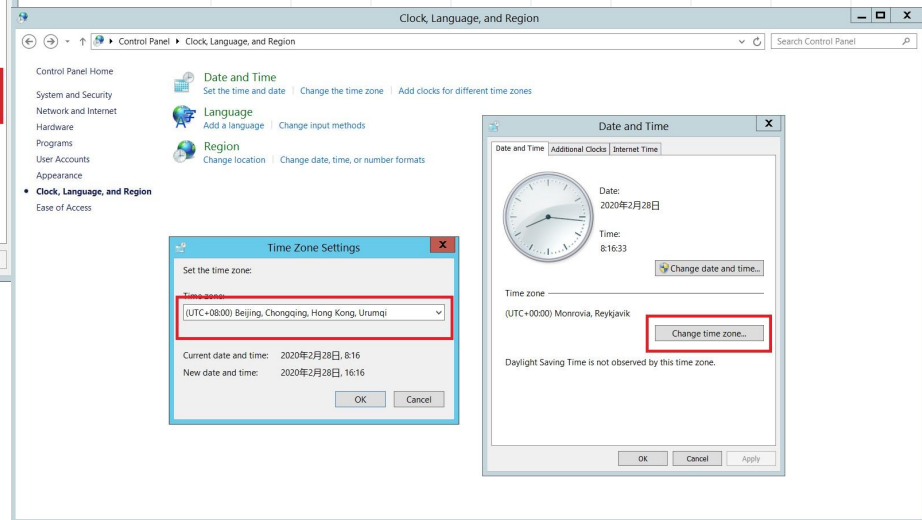 Clock, Language, and Region
Control Panel ▸ Clock, Language, and Region
Search Control Panel
Control Panel Home
System and Security
Network and Internet
Hardware
Programs
User Accounts
Appearance
Clock, Language, and Region
Ease of Access
Date and Time
Set the time and date | Change the time zone | Add clocks for different time zones
Language
Add a language | Change input methods
Region
Change location | Change date, time, or number formats
Time Zone Settings
Set the time zone:
Time zone:
(UTC+08:00) Beijing, Chongqing, Hong Kong, Urumqi
Current date and time: 2020年2月28日, 8:16
New date and time: 2020年2月28日, 16:16
OK Cancel
Date and Time
Date and Time Additional Clocks Internet Time
Date:
2020年2月28日
Time:
8:16:33
Change date and time...
Time zone
(UTC+00:00) Monrovia, Reykjavik
Change time zone...
Daylight Saving Time is not observed by this time zone.
OK Cancel Apply